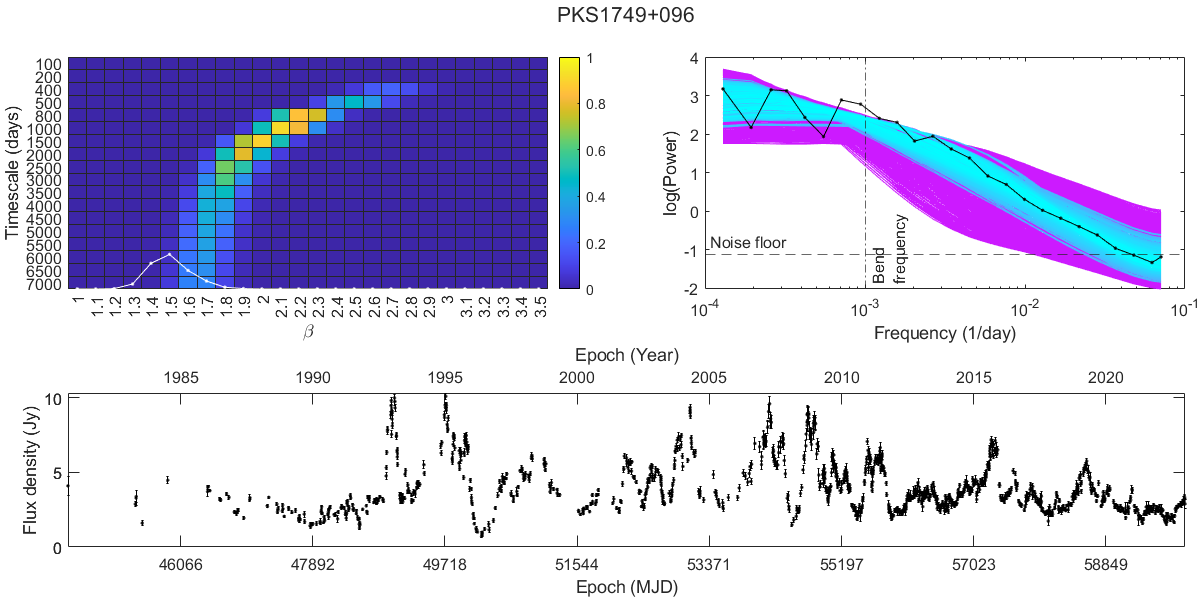 PKS1749+096
Timescale (days)
100
200
400
500
800
1000
1500
2000
2500
3000
3500
4000
4500
5000
5500
6000
6500
7000
1 1.1 1.2 1.3 1.4 1.5 1.6 1.7 1.8 1.9 2 2.1 2.2 2.3 2.4 2.5 2.6 2.7 2.8 2.9 3 3.1 3.2 3.3 3.4 3.5
β
1
0.8
0.6
0.4
0.2
0
log(Power)
4
3
2
1
0
-1
-2
Noise floor
Bend
frequency
10-4 10-3 10-2 10-1
Frequency (1/day)
Epoch (Year)
1985 1990 1995 2000 2005 2010 2015 2020
Flux density (Jy)
10
5
0
46066 47892 49718 51544 53371 55197 57023 58849
Epoch (MJD)